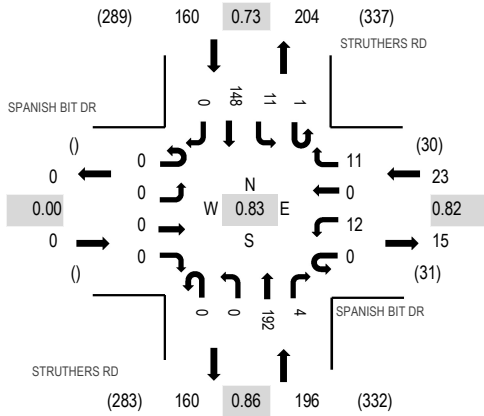 (289) 160 0.73 204 (337)
STRUTHERS RD
0 148 11 1
SPANISH BIT DR
() (30)
0 0 11 23
0.00 0 0 0.82
N
W 0.83 E
S
0 0 12 15
0 0
() (31)
0 0 192 4
SPANISH BIT DR
STRUTHERS RD
(283) 160 0.86 196 (332)